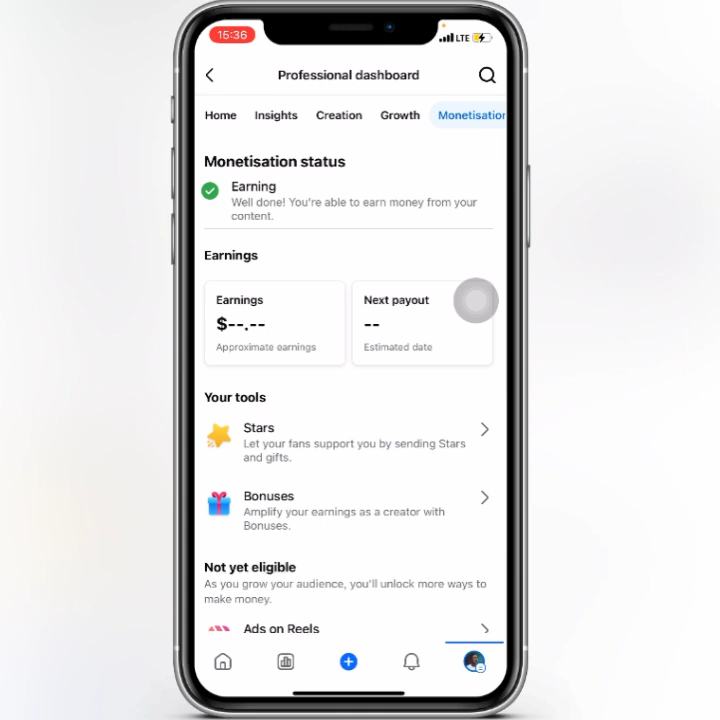 15:36
LTE
Professional dashboard
Home Insights Creation Growth Monetisation
Monetisation status
Earning
Well done! You're able to earn money from your
content.
Earnings
Earnings
$--.--
Approximate earnings
Next payout
--
Estimated date
Your tools
Stars
Let your fans support you by sending Stars
and gifts.
Bonuses
Amplify your earnings as a creator with
Bonuses.
Not yet eligible
As you grow your audience, you'll unlock more ways to
make money.
Ads on Reels